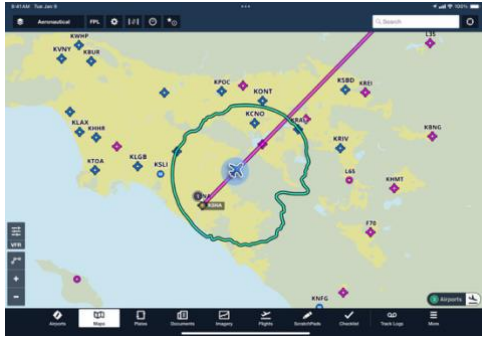 9:41AM Tue Jan 9
100%
Aeronautical
FPL
Search
KWHP
L35
KVNY
KBUR
KPOC
KONT
KSBD
KREI
KCNO
KLAX
KHHR
KRAL
KBNG
KTOA
KLGB
KSLI
KRIV
L65
KHMT
KSNA
F70
KNFG
VFR
Airports
Airports
Maps
Plates
Documents
Imagery
Flights
ScratchPads
Checklist
Track Logs
More